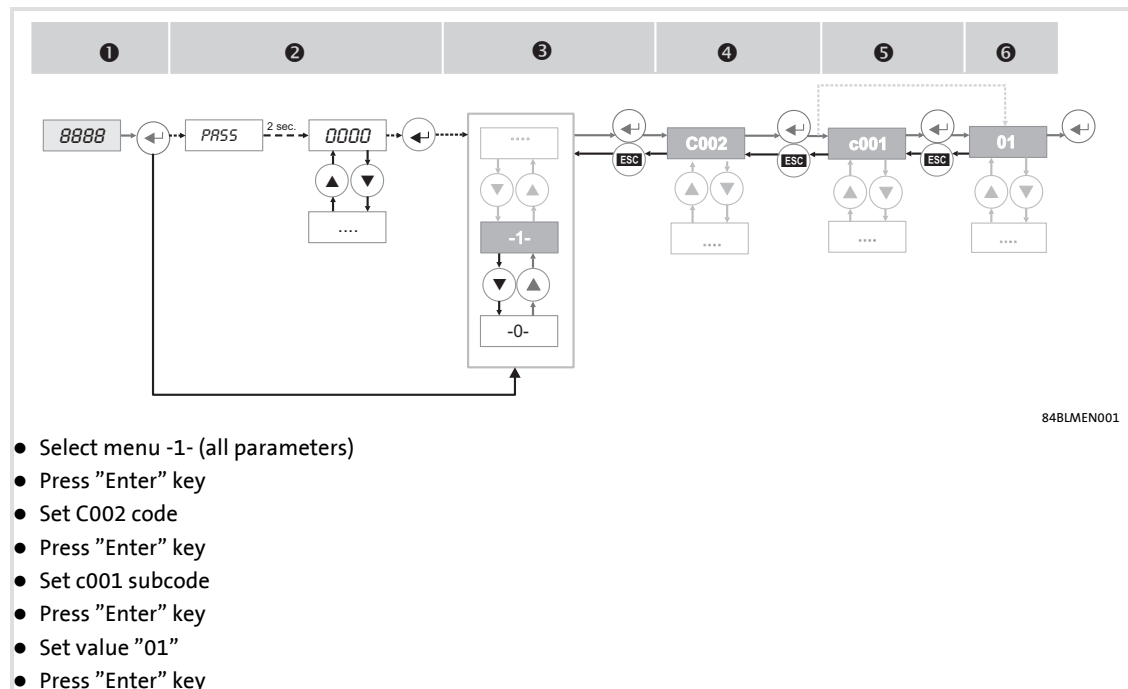 ❶ ❷ ❸ ❹ ❺ ❻
8888 PASS 2 sec. 0000 .... C002 c001 01
ESC ESC ESC
....
-1-
.... .... ....
-0-
84BLMEN001
● Select menu -1- (all parameters)
● Press ”Enter” key
● Set C002 code
● Press ”Enter” key
● Set c001 subcode
● Press ”Enter” key
● Set value ”01”
● Press ”Enter” key